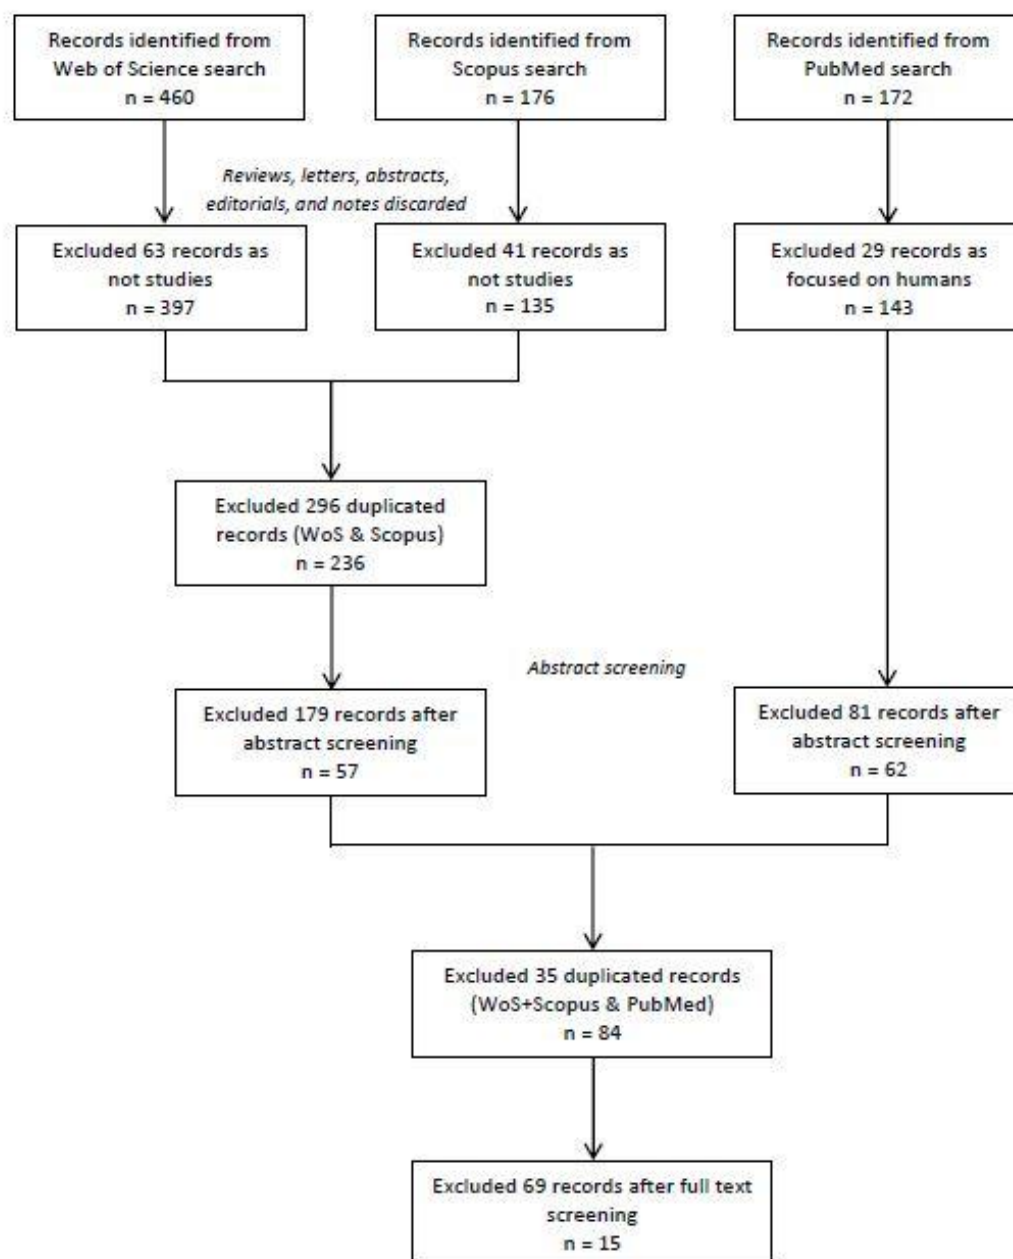 Records identified from
Web of Science search
n = 460
Records identified from
Scopus search
n = 176
Records identified from
PubMed search
n = 172
Reviews, letters, abstracts,
editorials, and notes discarded
Excluded 63 records as
not studies
n = 397
Excluded 41 records as
not studies
n = 135
Excluded 29 records as
focused on humans
n = 143
Excluded 296 duplicated
records (WoS & Scopus)
n = 236
Abstract screening
Excluded 179 records after
abstract screening
n = 57
Excluded 81 records after
abstract screening
n = 62
Excluded 35 duplicated records
(WoS+Scopus & PubMed)
n = 84
Excluded 69 records after full text
screening
n = 15